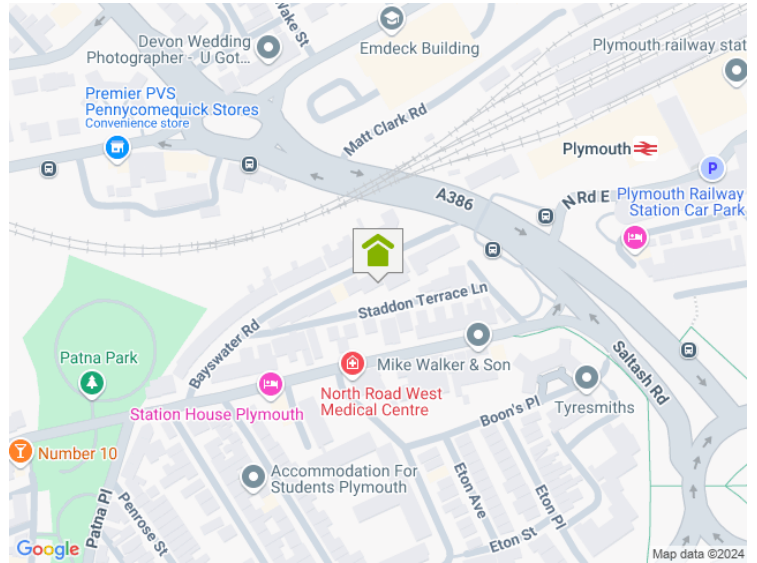 Wake St
Devon Wedding
Photographer - U Got...
Emdeck Building
Plymouth railway stat
Premier PVS
Pennycomequick Stores
Convenience store
Matt Clark Rd
Plymouth
P
A386
N Rd E
Plymouth Railway
Station Car Park
Staddon Terrace Ln
Bayswater Rd
Patna Park
Mike Walker & Son
Saltash Rd
North Road West
Medical Centre
Station House Plymouth
Boon's Pl
Tyresmiths
Number 10
Accommodation For
Students Plymouth
Patna Pl
Penrose St
Eton Ave
Eton Pl
Eton St
Google
Map data ©2024